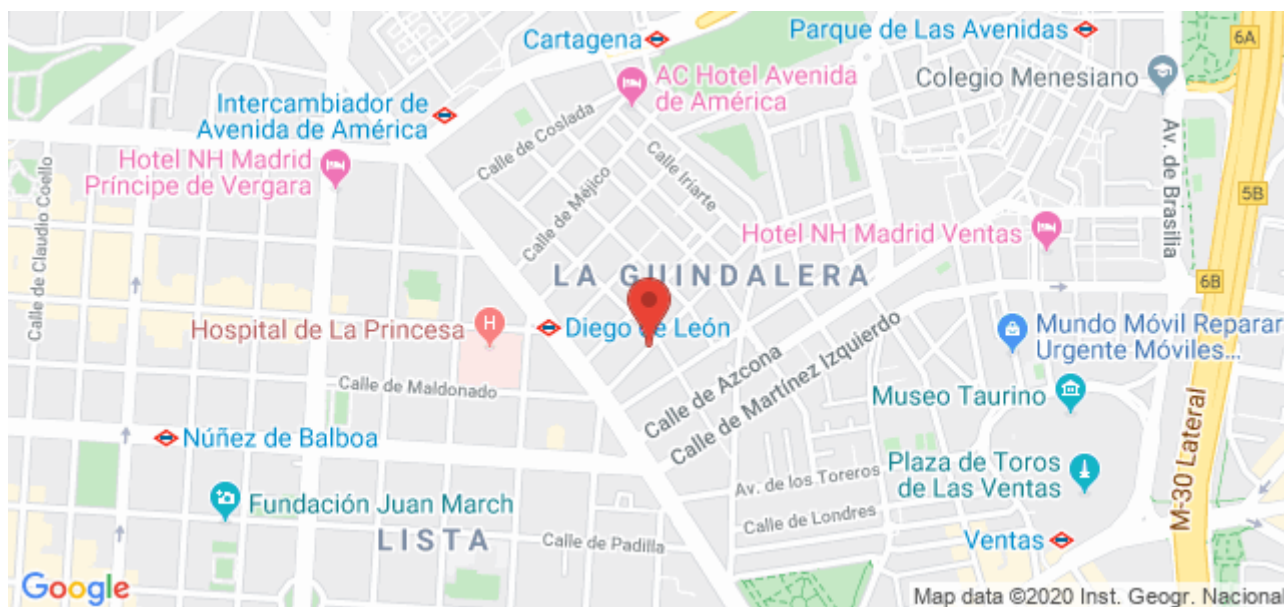 Cartagena
Parque de Las Avenidas
6A
AC Hotel Avenida
de América
Colegio Menesiano
Intercambiador de
Avenida de América
Calle de Coslada
Av. de Brasilia
Hotel NH Madrid
Príncipe de Vergara
Calle Iriarte
Calle de Méjico
5B
Calle de Claudio Coello
Hotel NH Madrid Ventas
LA GUINDALERA
6B
Hospital de La Princesa
H
Diego de León
Mundo Móvil Reparar
Urgente Móviles...
Calle de Maldonado
Calle de Azcona
Calle de Martínez Izquierdo
Museo Taurino
Núñez de Balboa
M-30 Lateral
Plaza de Toros
de Las Ventas
Av. de los Toreros
Fundación Juan March
Calle de Londres
LISTA
Calle de Padilla
Ventas
Google
Map data ©2020 Inst. Geogr. Naciona